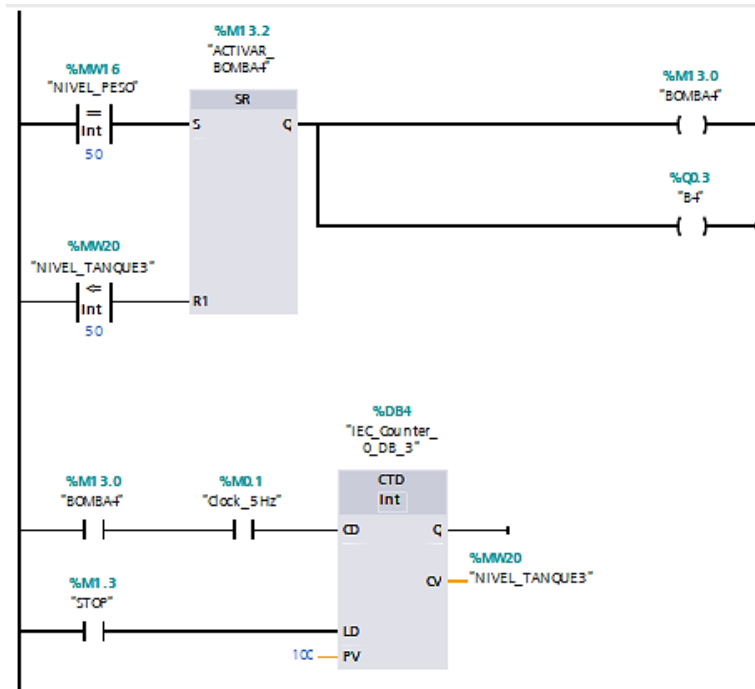 %M13.2
"ACTIVAR_
BOMBA4"
%MW16
"NIVEL_PESO"
==
Int
50
SR
S
Q
%M13.0
"BOMBA4"
%Q0.3
"B4"
%MW20
"NIVEL_TANQUE3"
<=
Int
50
R1
%DB4
"IEC_Counter_
0_DB_3"
%M13.0
"BOMBA4"
%M0.1
"Clock_5Hz"
CTD
Int
CD
Q
%MW20
CV
"NIVEL_TANQUE3"
%M1.3
"STOP"
LD
100
PV